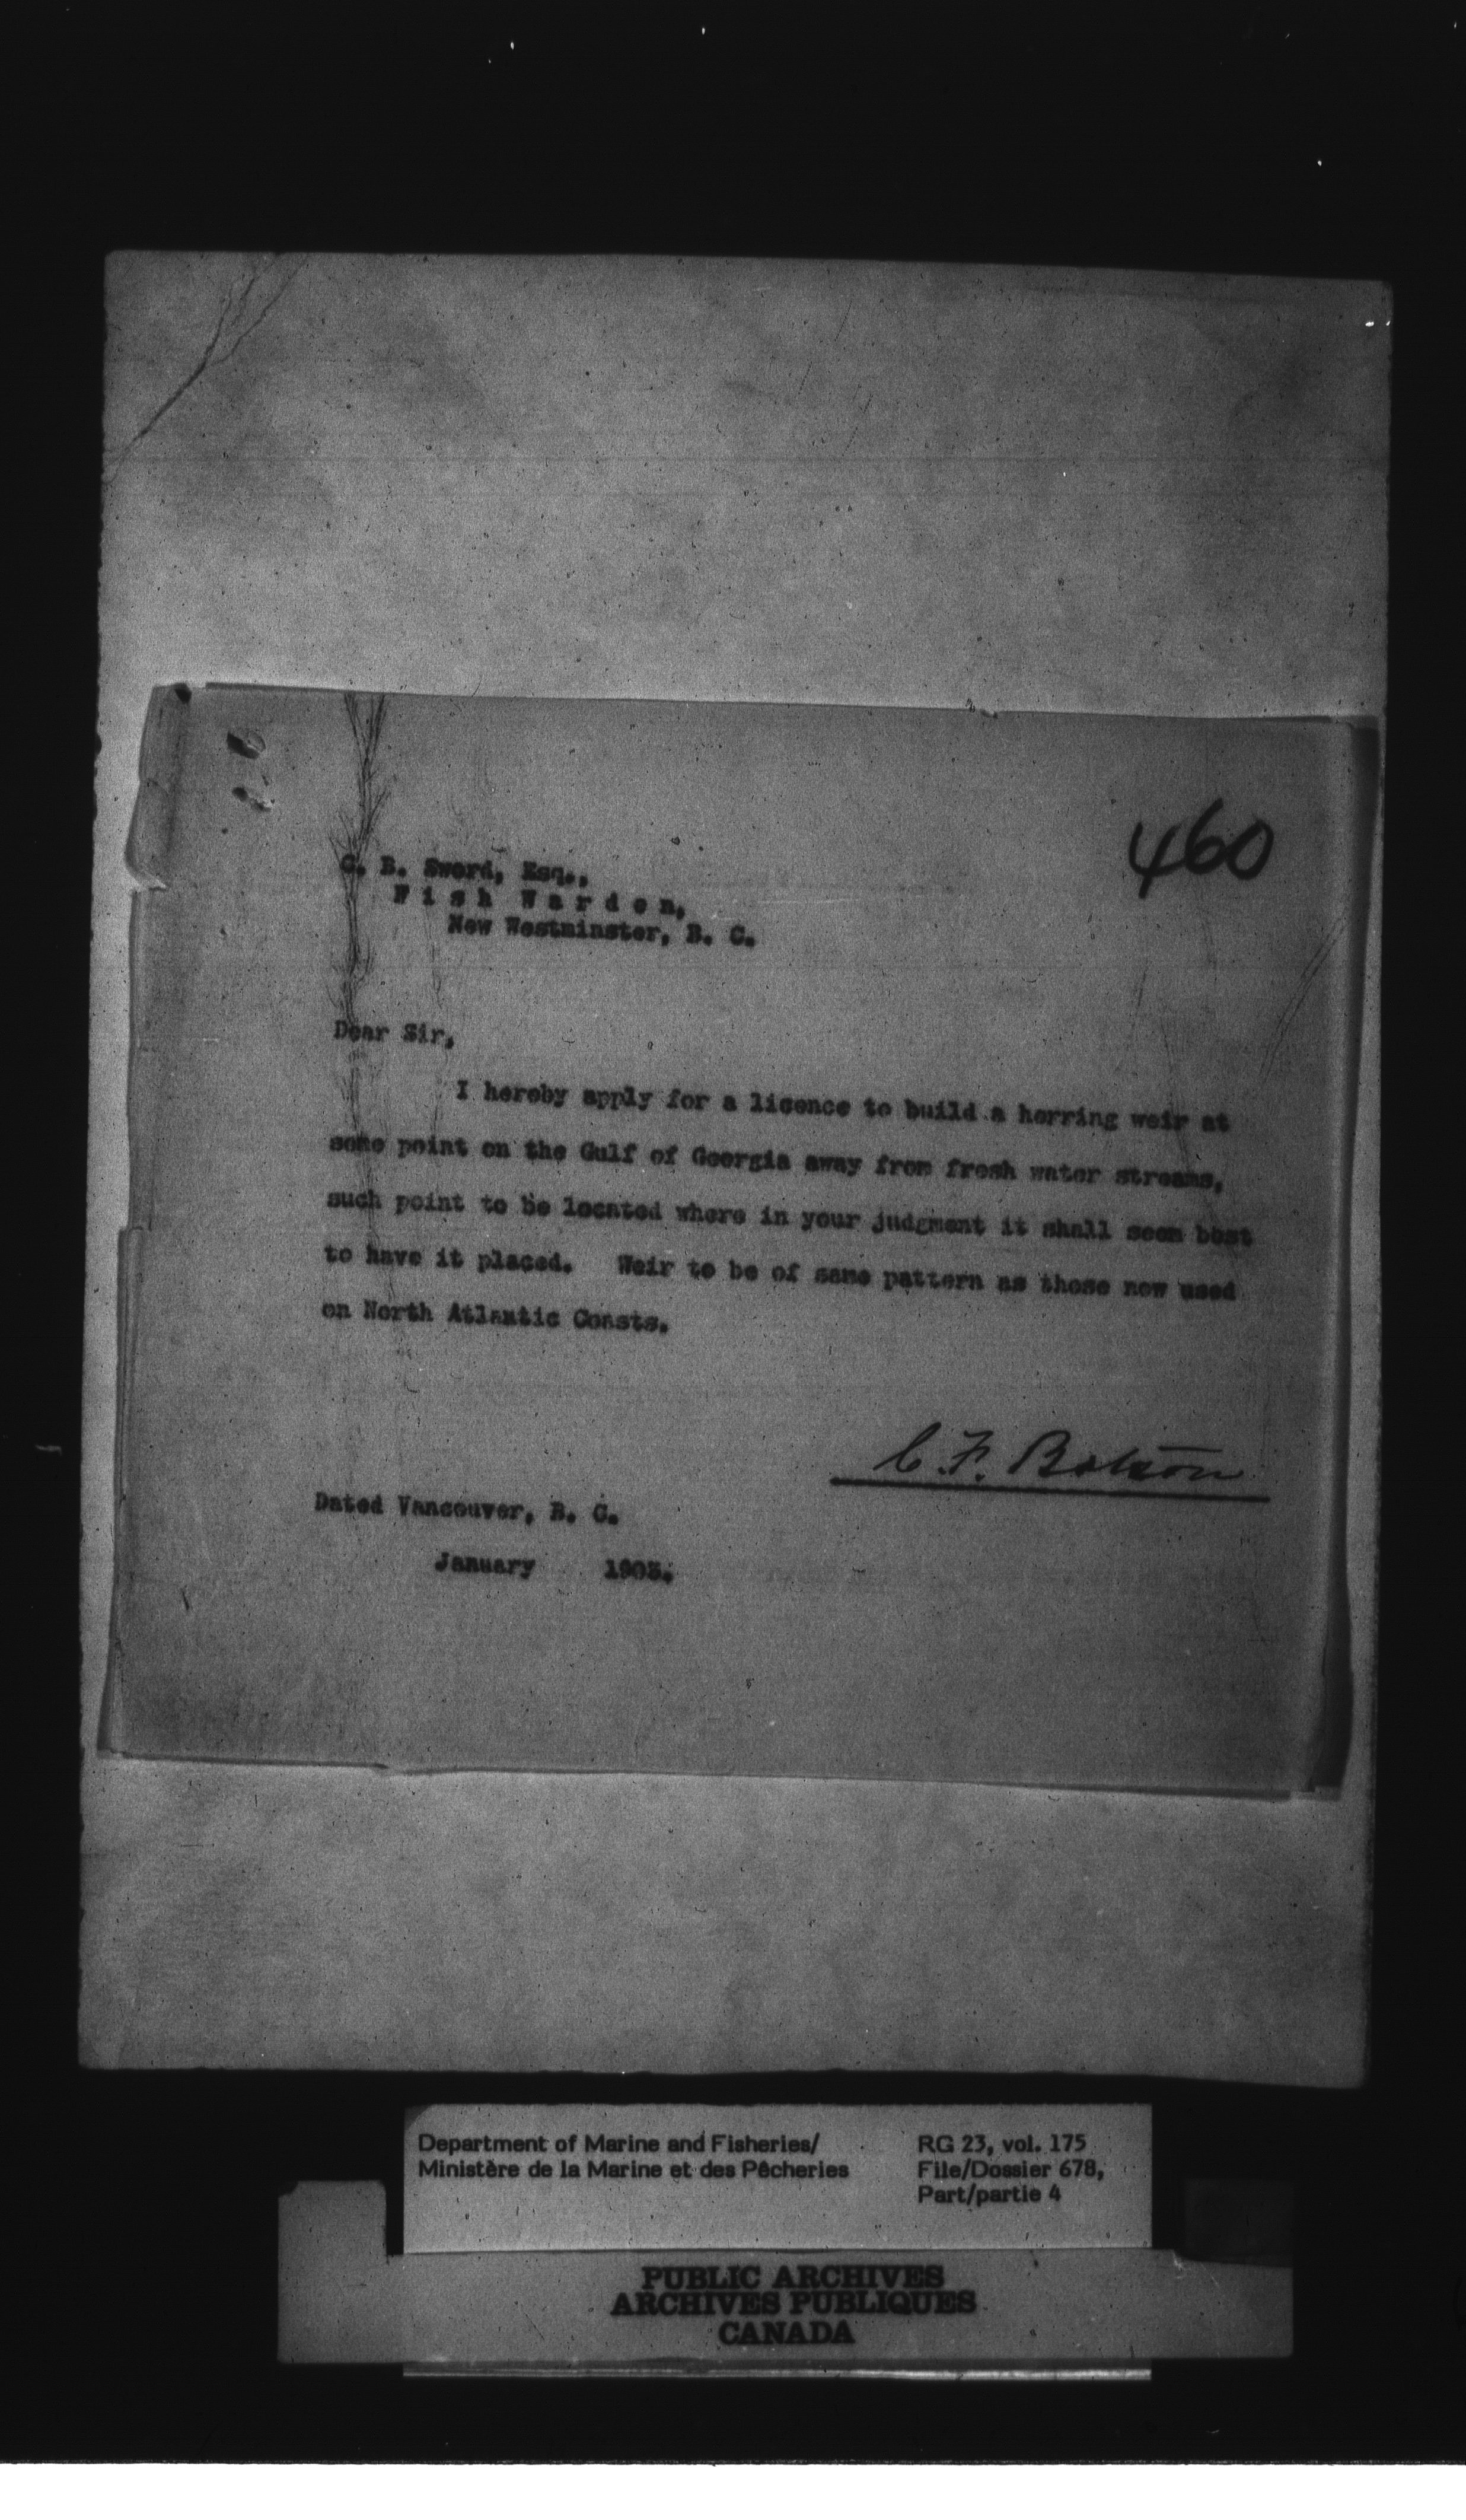 460
C. B. Sword, Esq.,
Fish Warden,
New Westminster, B. C.
Dear Sir,
I hereby apply for a licence to build a herring weir at
some point on the Gulf of Georgia away from fresh water streams,
such point to be located where in your judgment it shall seem best
to have it placed. Weir to be of same pattern as those now used
on North Atlantic Coasts.
C. F.
Dated Vancouver, B. C.
January 1903.
Department of Marine and Fisheries/
Ministère de la Marine et des Pêcheries
RG 23, vol. 175
File/Dossier 678,
Part/partie 4
PUBLIC ARCHIVES
ARCHIVES PUBLIQUES
CANADA